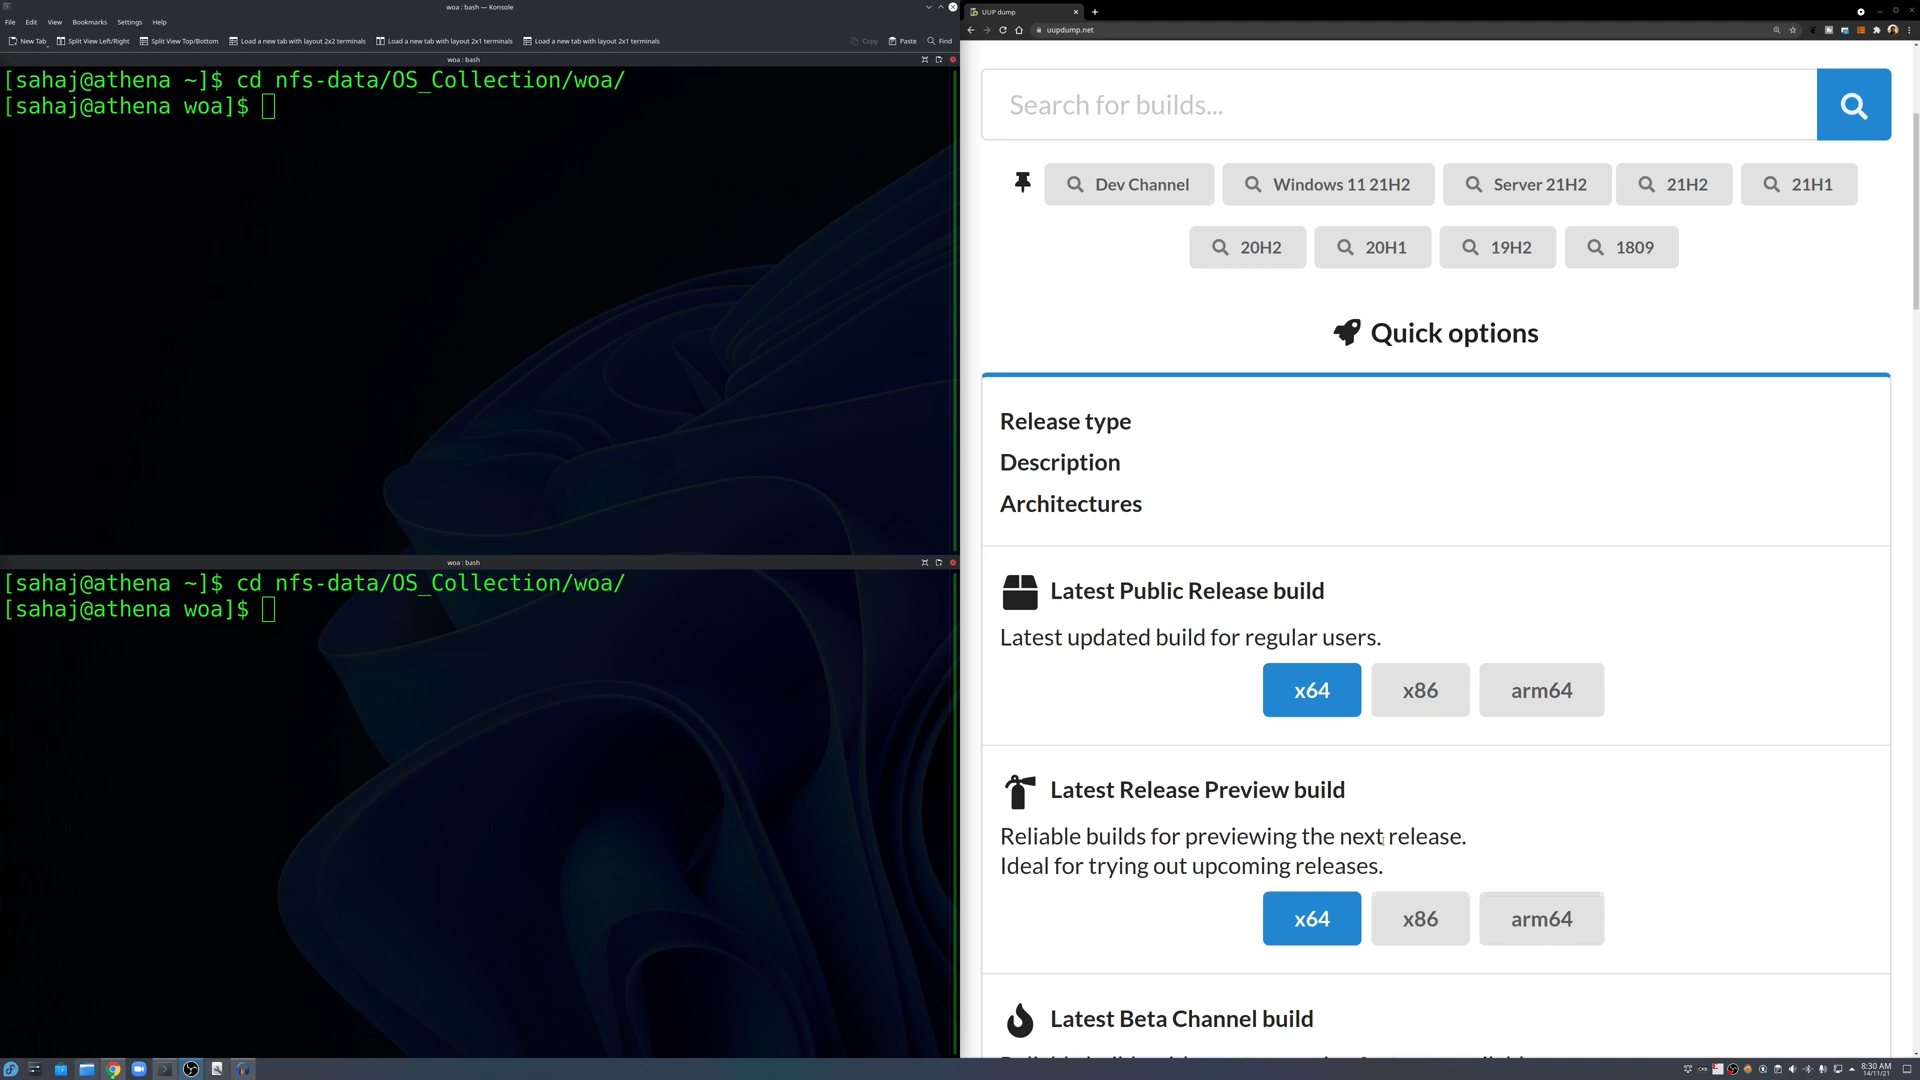 woa : bash — Konsole
File Edit View Bookmarks Settings Help
New Tab Split View Left/Right Split View Top/Bottom Load a new tab with layout 2x2 terminals Load a new tab with layout 2x1 terminals Load a new tab with layout 2x1 terminals Copy Paste Find
woa : bash
[sahaj@athena ~]$ cd nfs-data/OS_Collection/woa/
[sahaj@athena woa]$
woa : bash
[sahaj@athena ~]$ cd nfs-data/OS_Collection/woa/
[sahaj@athena woa]$
UUP dump
uupdump.net
Search for builds...
Dev Channel Windows 11 21H2 Server 21H2 21H2 21H1
20H2 20H1 19H2 1809
Quick options
Release type
Description
Architectures
Latest Public Release build
Latest updated build for regular users.
x64 x86 arm64
Latest Release Preview build
Reliable builds for previewing the next release.
Ideal for trying out upcoming releases.
x64 x86 arm64
Latest Beta Channel build
8:30 AM
14/11/21